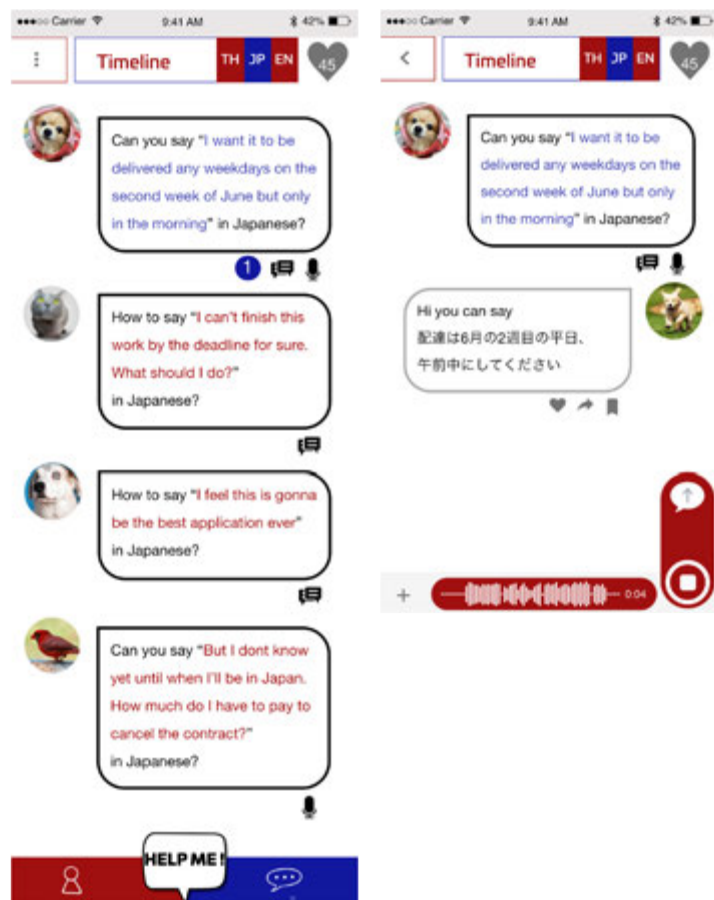 Carrier
9:41 AM
42%
Timeline
TH JP EN
45
Can you say “I want it to be
delivered any weekdays on the
second week of June but only
in the morning” in Japanese?
1
How to say “I can't finish this
work by the deadline for sure.
What should I do?”
in Japanese?
How to say “I feel this is gonna
be the best application ever”
in Japanese?
Can you say “But I dont know
yet until when I'll be in Japan.
How much do I have to pay to
cancel the contract?”
in Japanese?
HELP ME!
Carrier
9:41 AM
42%
Timeline
TH JP EN
45
Can you say “I want it to be
delivered any weekdays on the
second week of June but only
in the morning” in Japanese?
Hi you can say
配達は6月の2週目の平日、
午前中にしてください
+
0:04